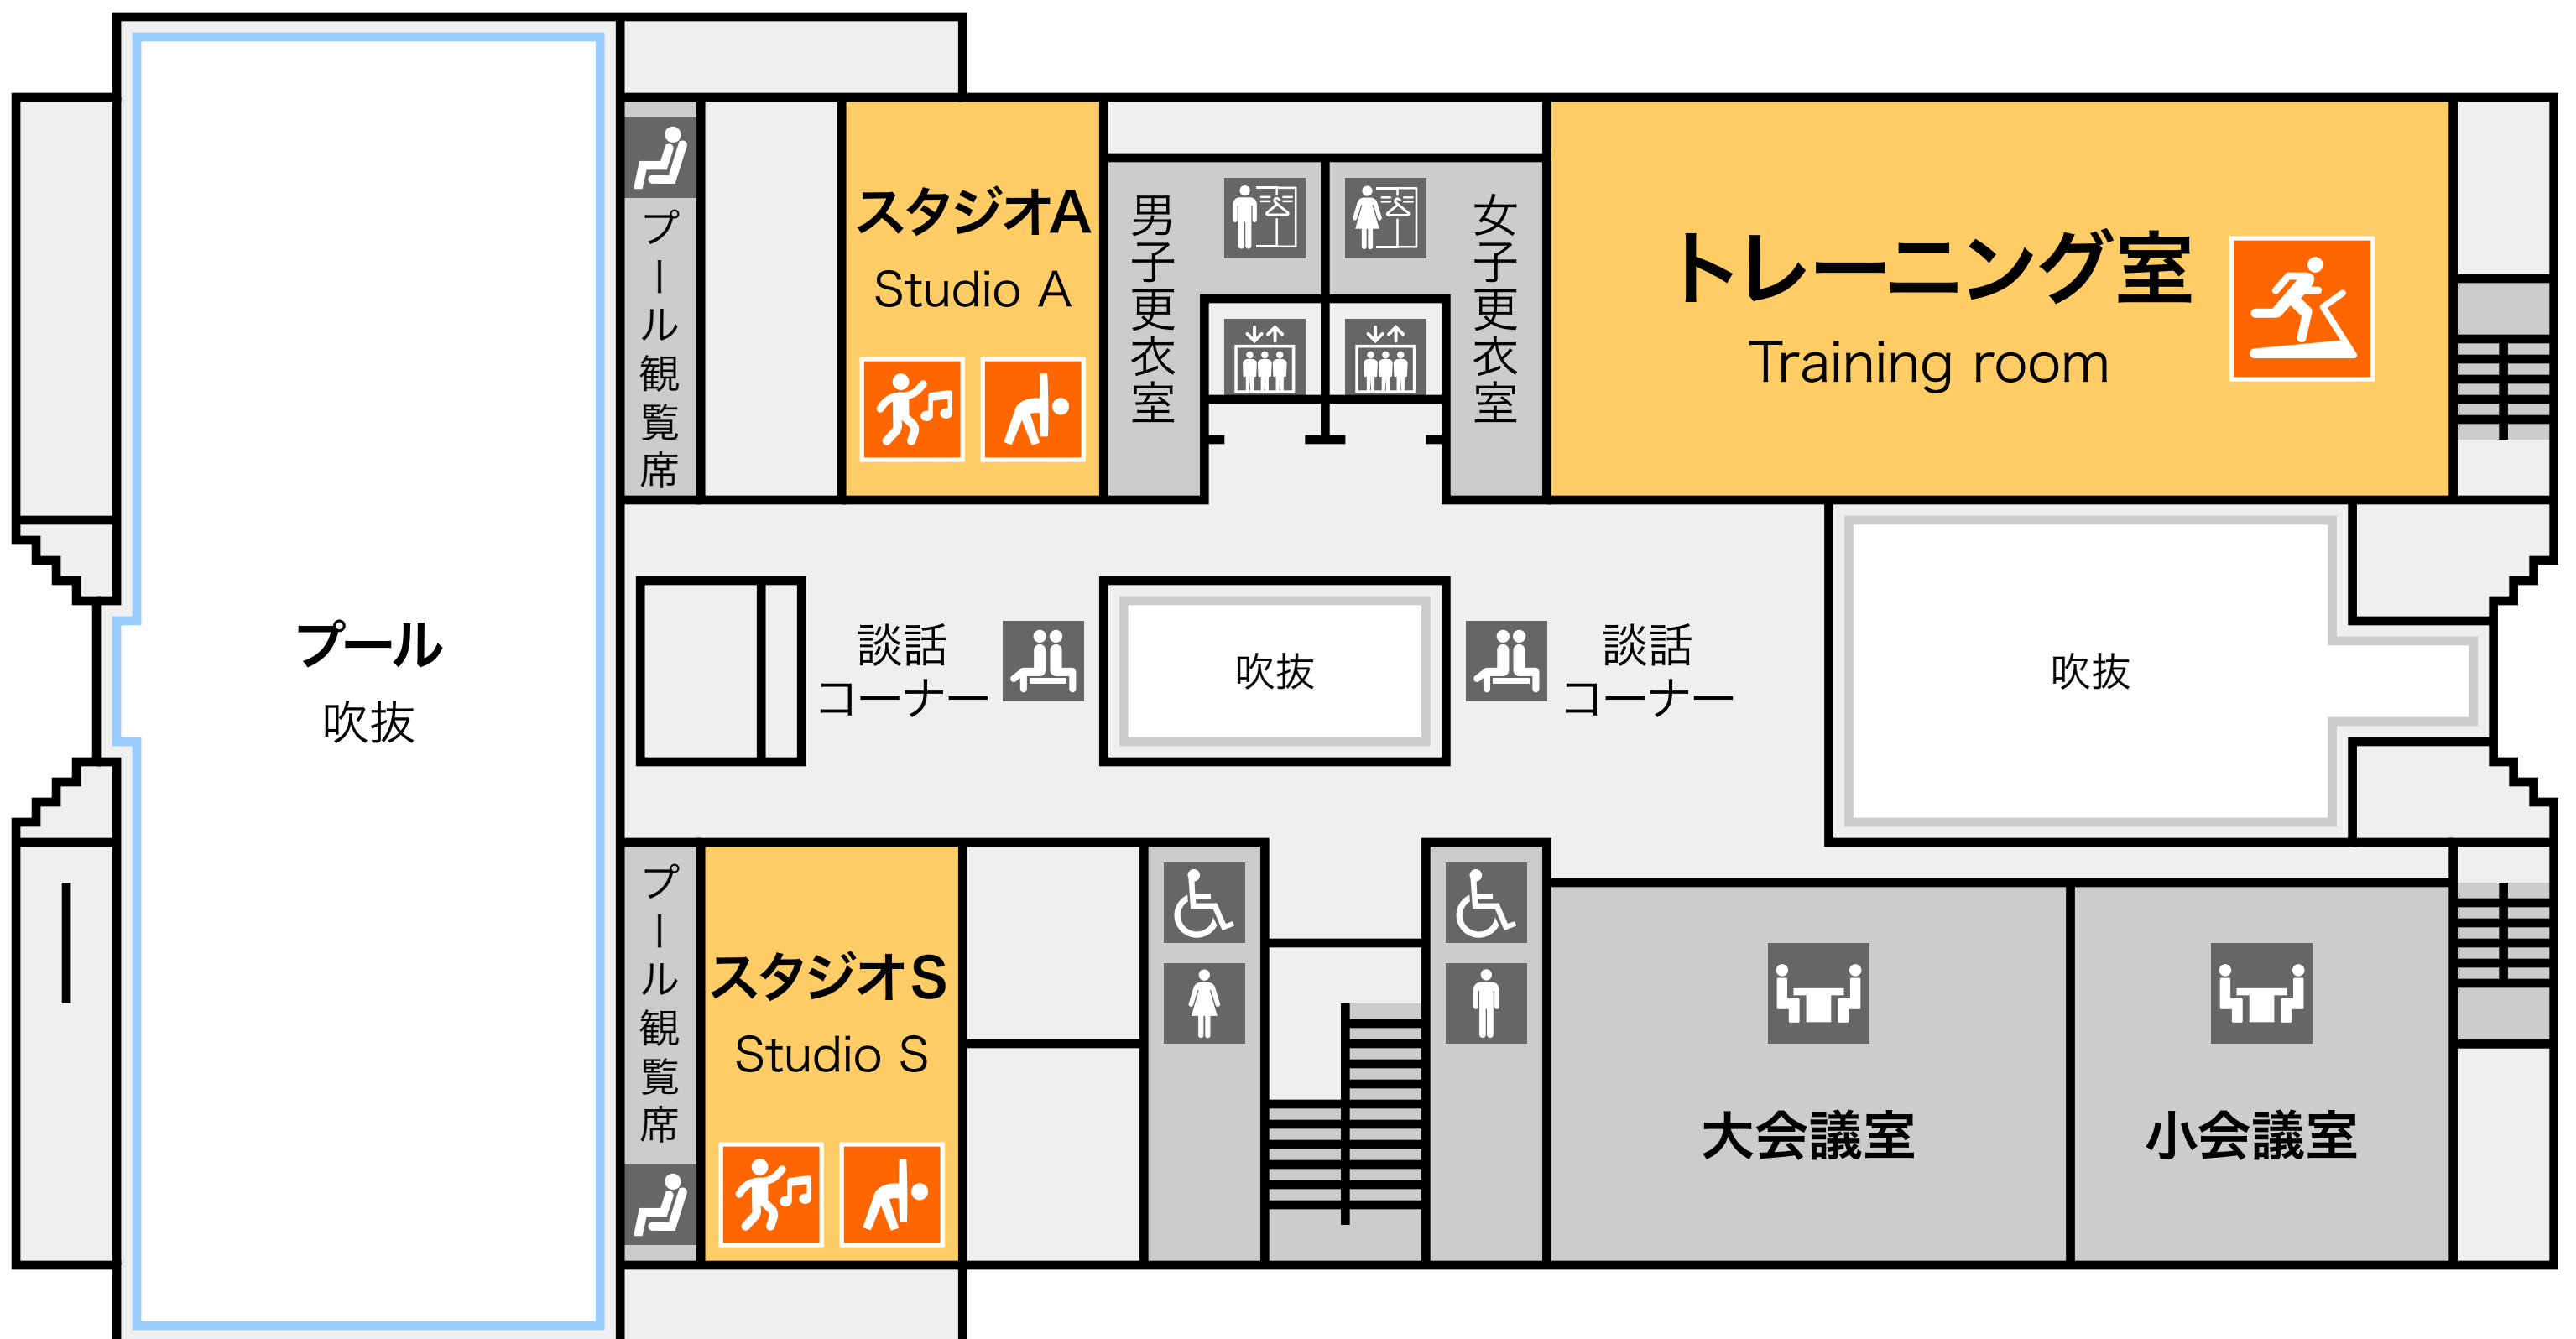 プール観覧席
スタジオA
Studio A
男子更衣室
女子更衣室
トレーニング室
Training room
プール
吹抜
談話
コーナー
吹抜
談話
コーナー
吹抜
プール観覧席
スタジオS
Studio S
大会議室
小会議室